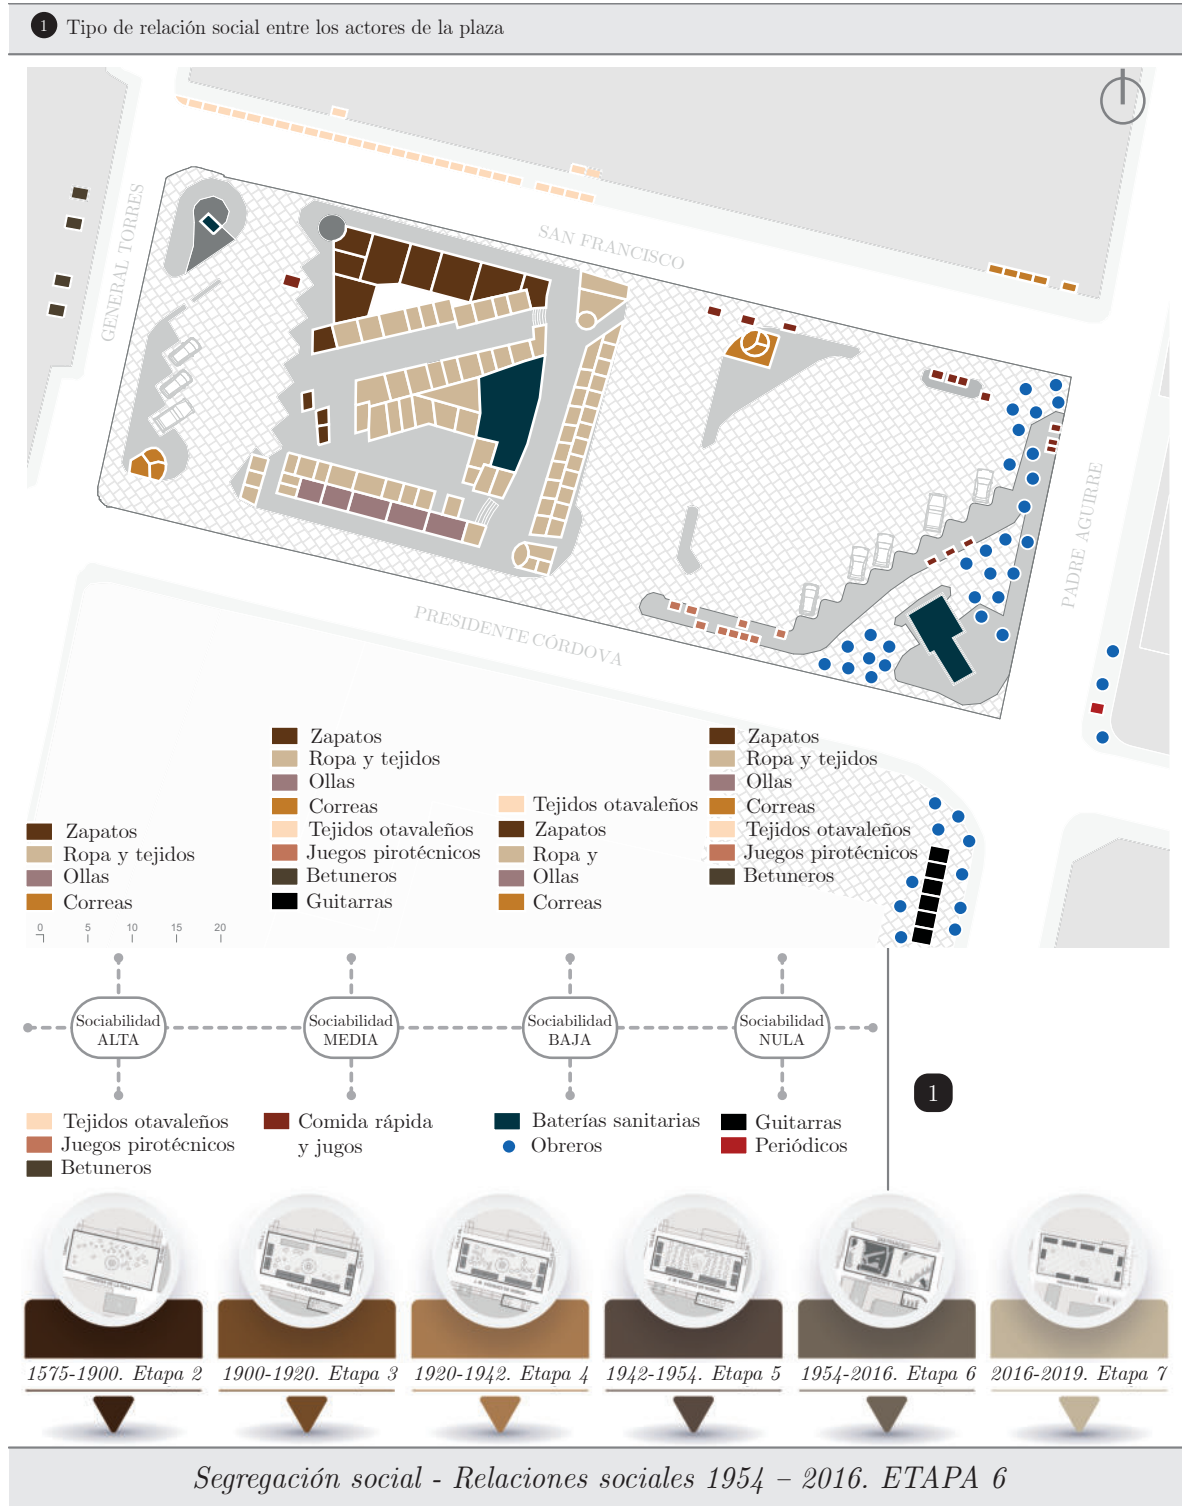 1 Tipo de relación social entre los actores de la plaza
GENERAL TORRES
SAN FRANCISCO
PADRE AGUIRRE
PRESIDENTE CÓRDOVA
Zapatos
Ropa y tejidos
Ollas
Correas
Zapatos
Ropa y tejidos
Ollas
Correas
Tejidos otavaleños
Juegos pirotécnicos
Betuneros
Guitarras
Tejidos otavaleños
Zapatos
Ropa y
Ollas
Correas
Zapatos
Ropa y tejidos
Ollas
Correas
Tejidos otavaleños
Juegos pirotécnicos
Betuneros
0 5 10 15 20
Sociabilidad
ALTA
Sociabilidad
MEDIA
Sociabilidad
BAJA
Sociabilidad
NULA
1
Tejidos otavaleños
Juegos pirotécnicos
Betuneros
Comida rápida
y jugos
Baterías sanitarias
Obreros
Guitarras
Periódicos
1575-1900. Etapa 2
1900-1920. Etapa 3
1920-1942. Etapa 4
1942-1954. Etapa 5
1954-2016. Etapa 6
2016-2019. Etapa 7
Segregación social - Relaciones sociales 1954 – 2016. ETAPA 6